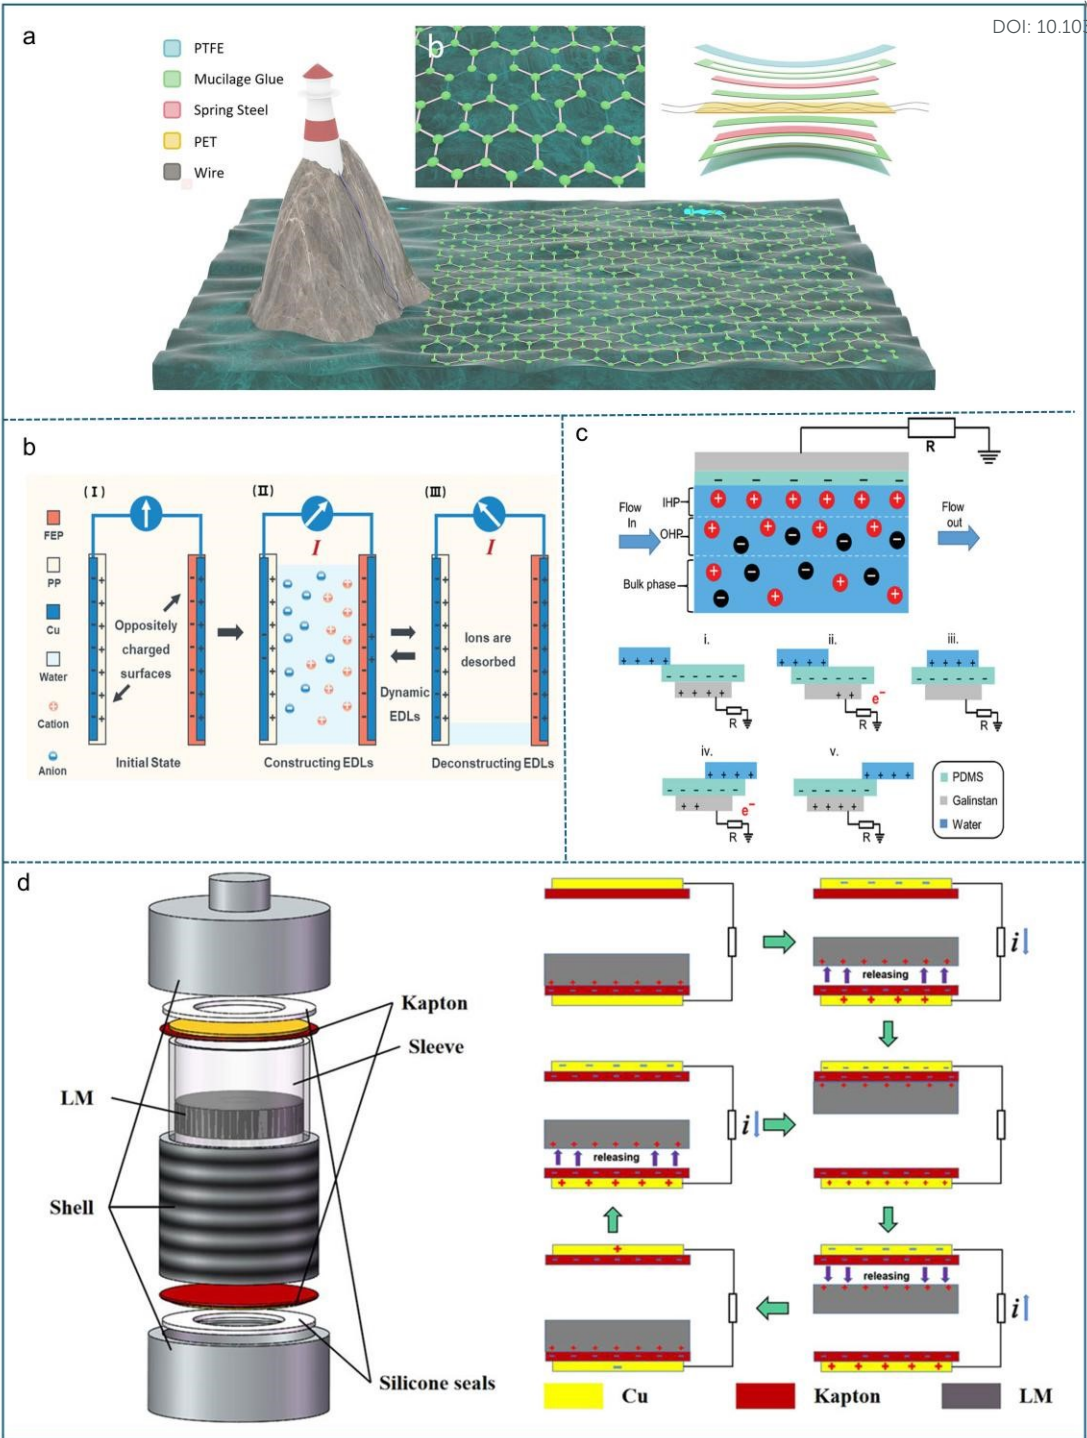 DOI: 10.103
a
PTFE
Mucilage Glue
Spring Steel
PET
Wire
b
b
(I)
(II)
(III)
I
I
FEP
PP
Cu
Water
Cation
Anion
Oppositely
charged
surfaces
Ions are
desorbed
Dynamic
EDLs
Initial State
Constructing EDLs
Deconstructing EDLs
c
R
Flow
In
IHP
OHP
Bulk phase
Flow
out
i.
ii.
iii.
R
e⁻
R
R
iv.
v.
e⁻
R
R
PDMS
Galinstan
Water
d
Kapton
Sleeve
LM
Shell
Silicone seals
releasing
i
releasing
i
releasing
i
Cu
Kapton
LM